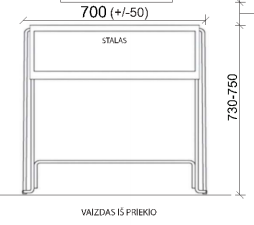 700 (+/-50)
STALAS
730-750
VAIZDAS IŠ PRIEKIO